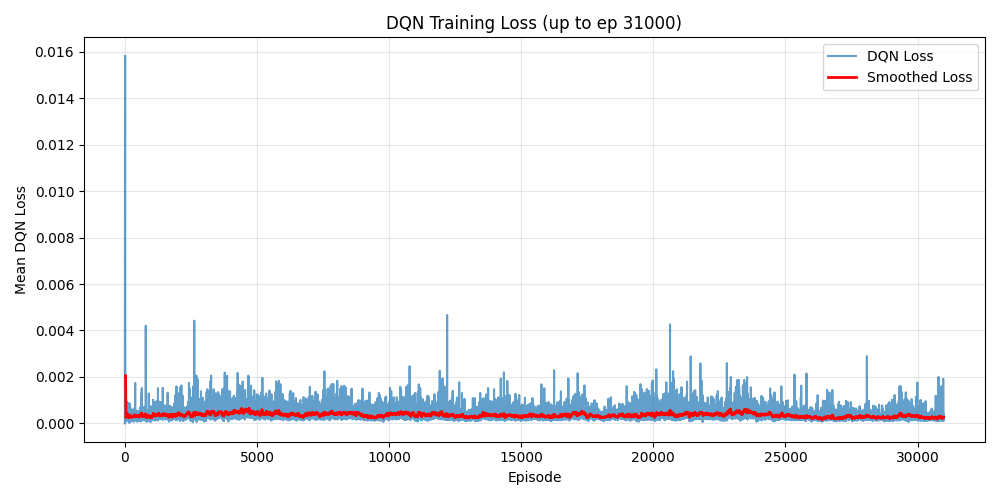 DQN Training Loss (up to ep 31000)
DQN Loss
Smoothed Loss
Mean DQN Loss
0.016
0.014
0.012
0.010
0.008
0.006
0.004
0.002
0.000
0 5000 10000 15000 20000 25000 30000
Episode